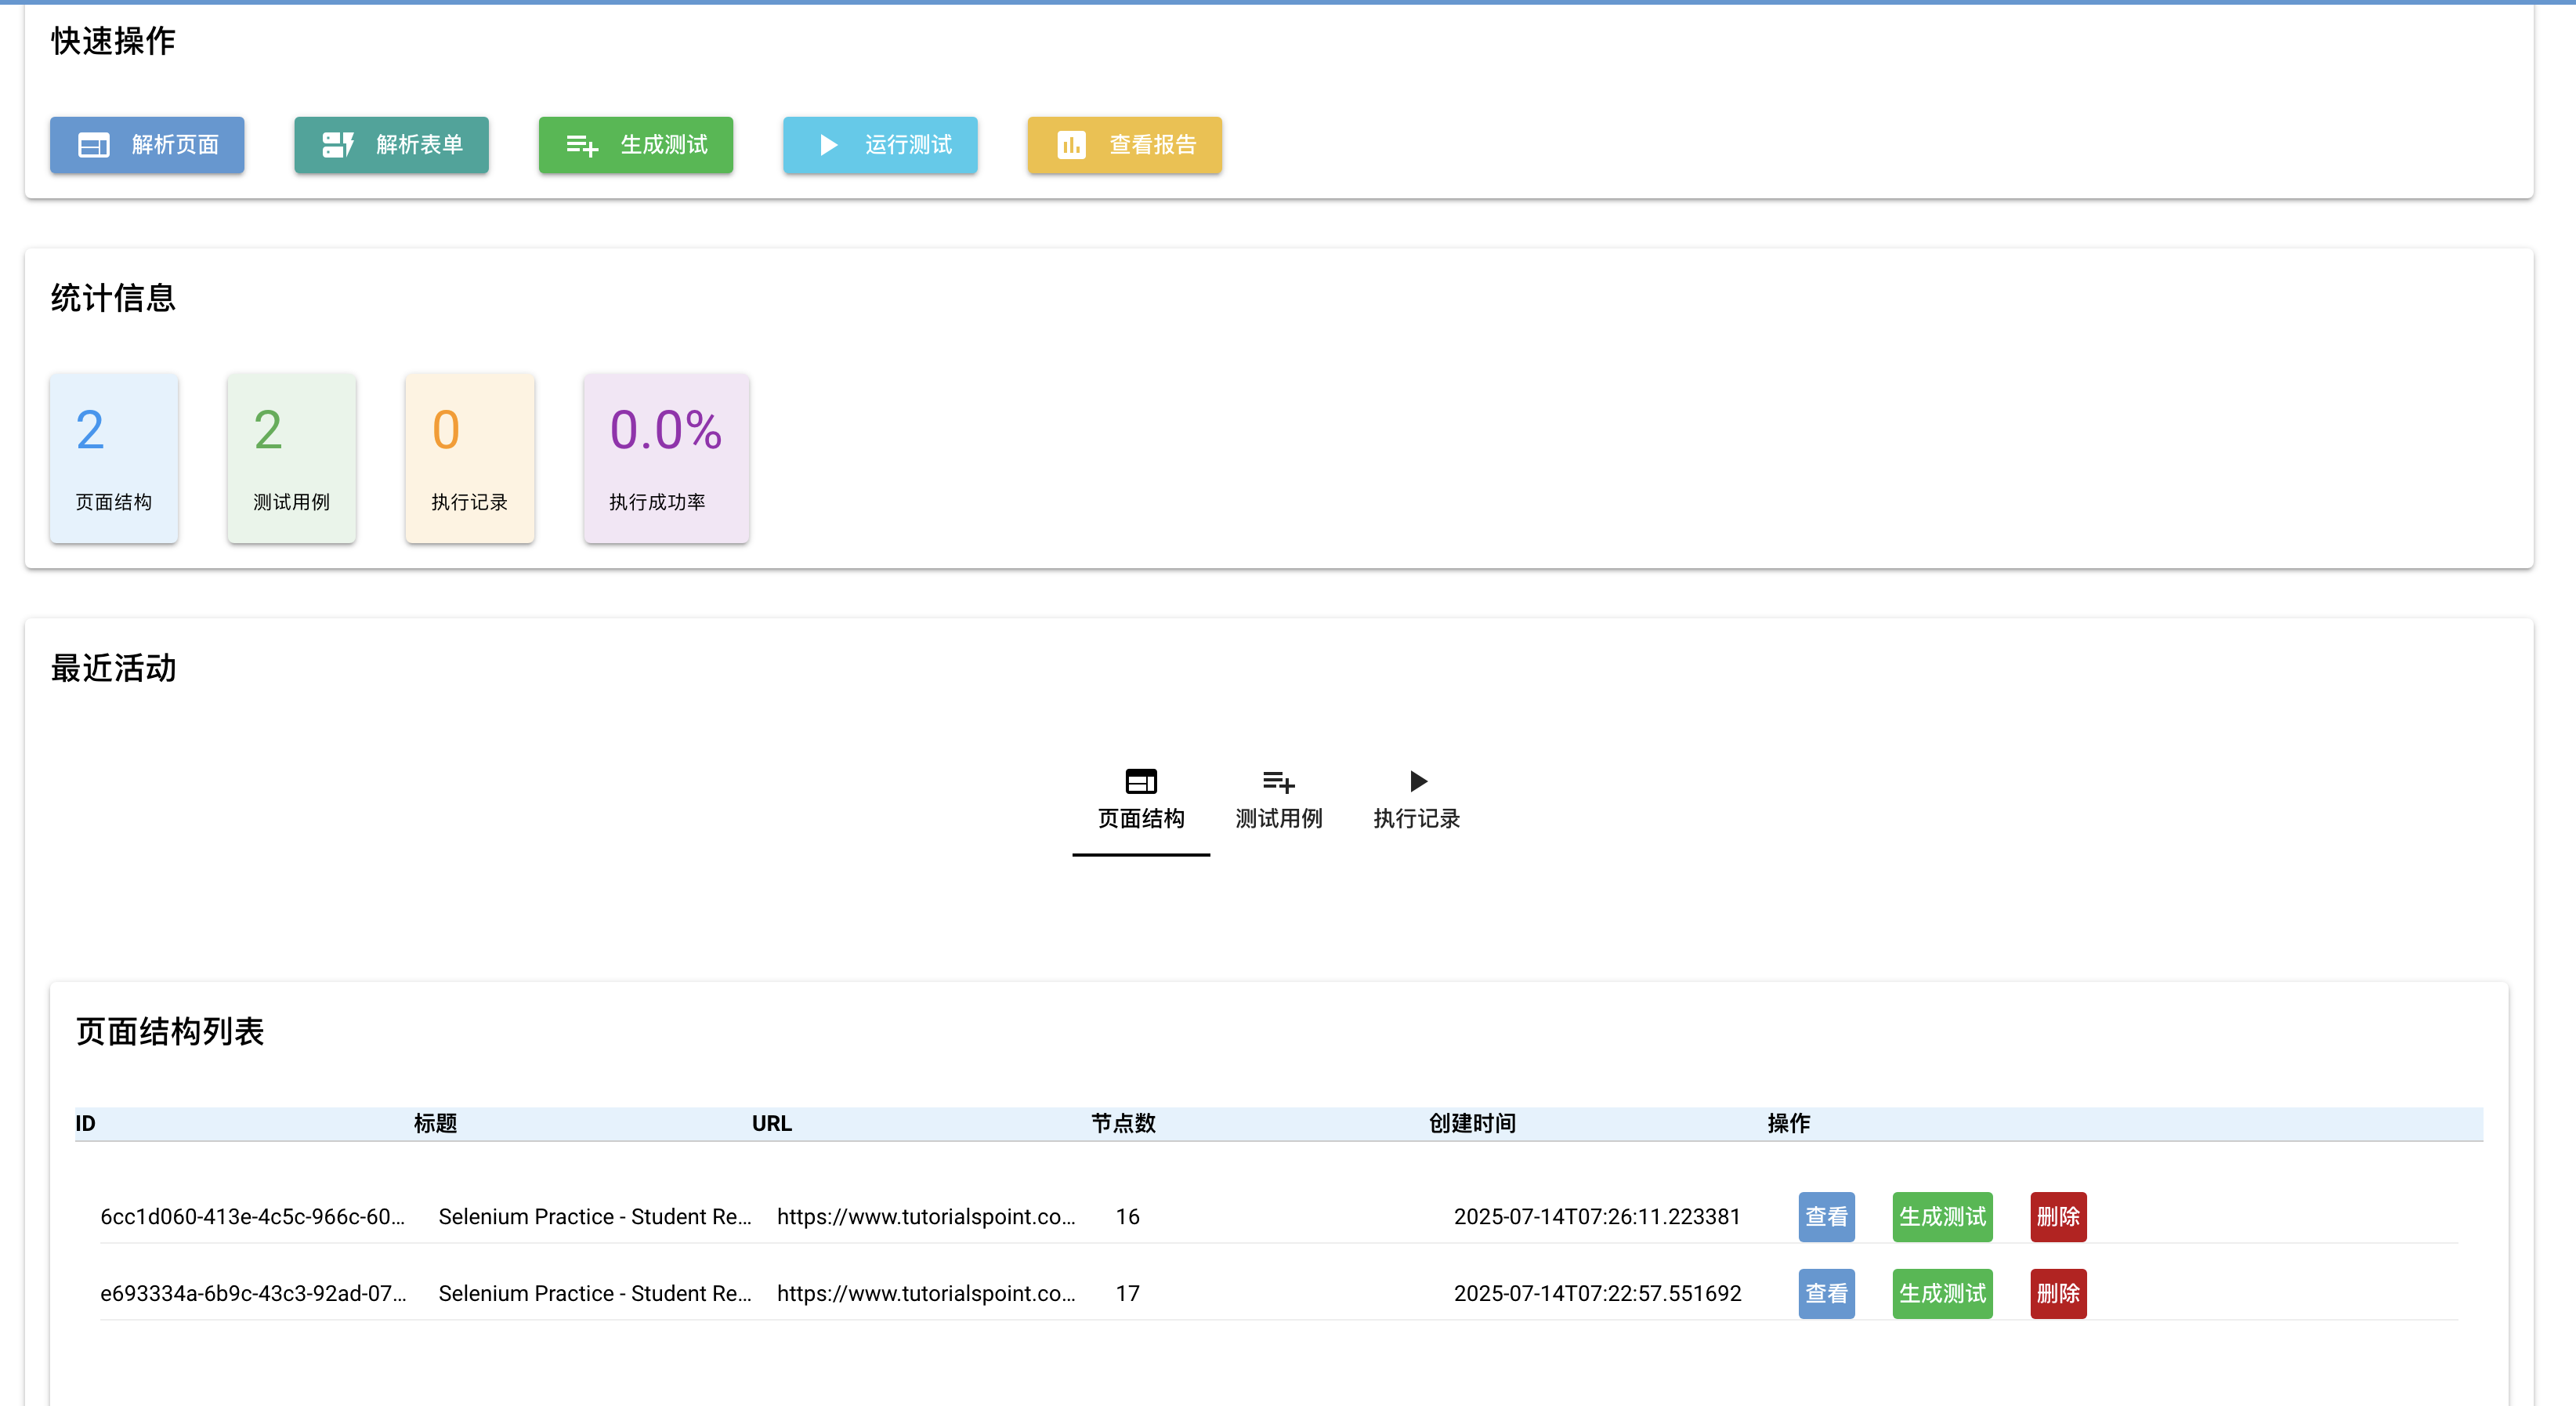 快速操作
解析页面 解析表单 生成测试 运行测试 查看报告
统计信息
2 2 0 0.0%
页面结构 测试用例 执行记录 执行成功率
最近活动
页面结构 测试用例 执行记录
页面结构列表
ID 标题 URL 节点数 创建时间 操作
6cc1d060-413e-4c5c-966c-60... Selenium Practice - Student Re... https://www.tutorialspoint.co... 16 2025-07-14T07:26:11.223381 查看 生成测试 删除
e693334a-6b9c-43c3-92ad-07... Selenium Practice - Student Re... https://www.tutorialspoint.co... 17 2025-07-14T07:22:57.551692 查看 生成测试 删除